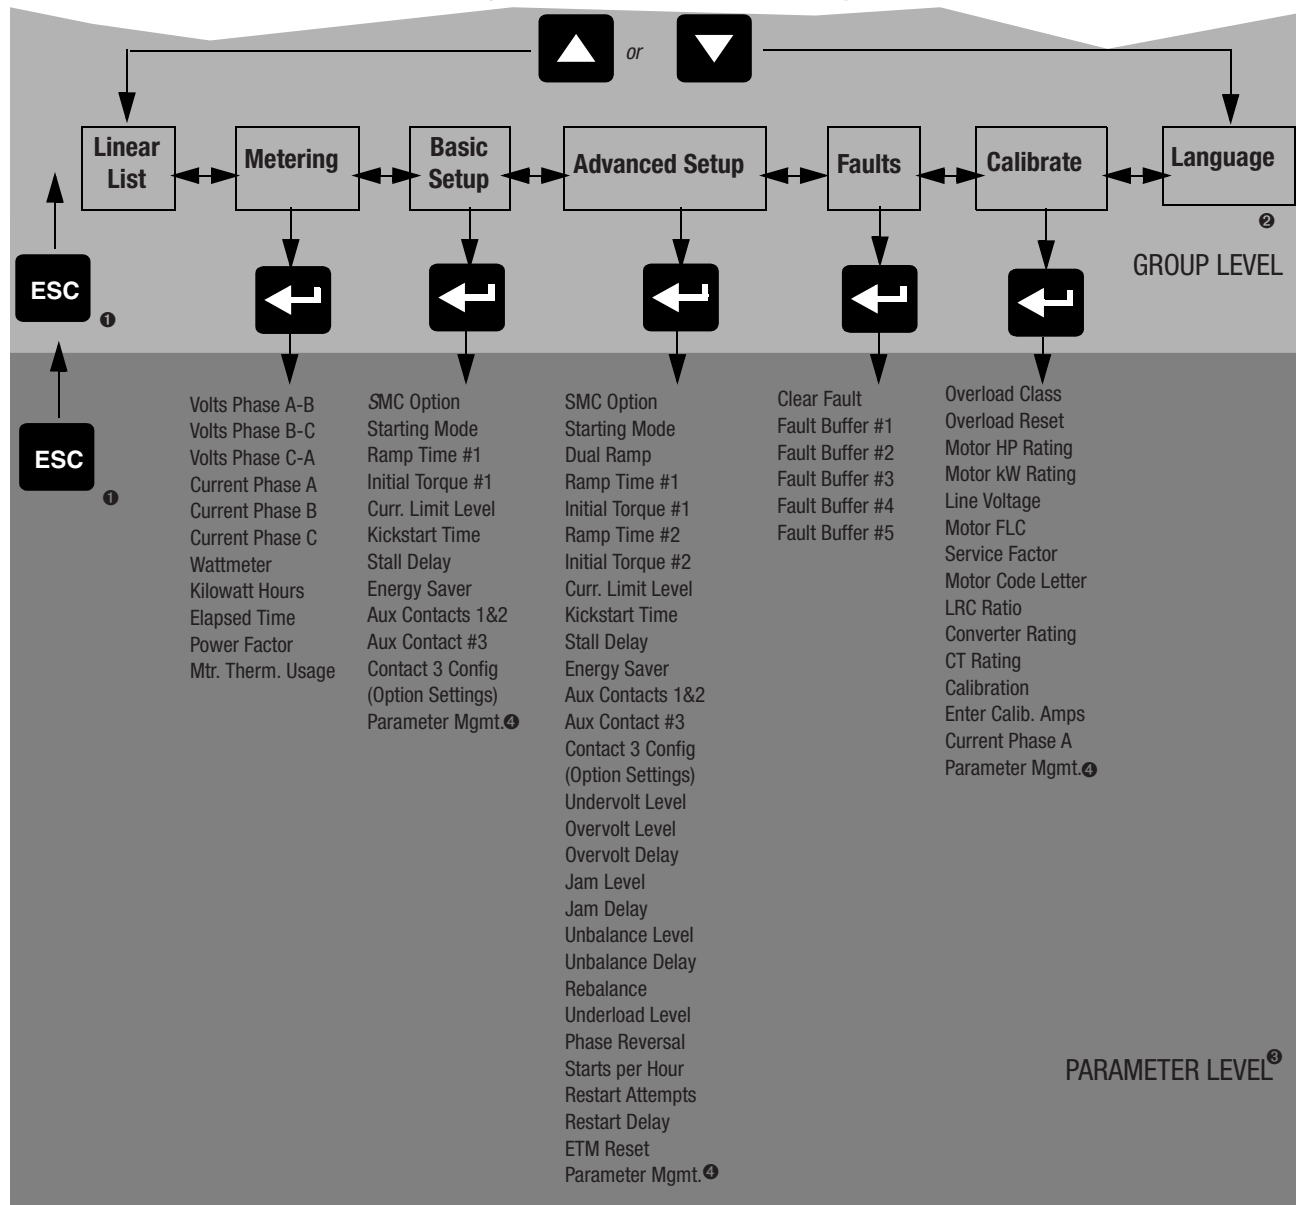 or
Linear
List
Metering
Basic
Setup
Advanced Setup
Faults
Calibrate
Language
❷
GROUP LEVEL
ESC
❶
ESC
❶
Volts Phase A-B
Volts Phase B-C
Volts Phase C-A
Current Phase A
Current Phase B
Current Phase C
Wattmeter
Kilowatt Hours
Elapsed Time
Power Factor
Mtr. Therm. Usage
SMC Option
Starting Mode
Ramp Time #1
Initial Torque #1
Curr. Limit Level
Kickstart Time
Stall Delay
Energy Saver
Aux Contacts 1&2
Aux Contact #3
Contact 3 Config
(Option Settings)
Parameter Mgmt.❹
SMC Option
Starting Mode
Dual Ramp
Ramp Time #1
Initial Torque #1
Ramp Time #2
Initial Torque #2
Curr. Limit Level
Kickstart Time
Stall Delay
Energy Saver
Aux Contacts 1&2
Aux Contact #3
Contact 3 Config
(Option Settings)
Undervolt Level
Overvolt Level
Overvolt Delay
Jam Level
Jam Delay
Unbalance Level
Unbalance Delay
Rebalance
Underload Level
Phase Reversal
Starts per Hour
Restart Attempts
Restart Delay
ETM Reset
Parameter Mgmt.❹
Clear Fault
Fault Buffer #1
Fault Buffer #2
Fault Buffer #3
Fault Buffer #4
Fault Buffer #5
Overload Class
Overload Reset
Motor HP Rating
Motor kW Rating
Line Voltage
Motor FLC
Service Factor
Motor Code Letter
LRC Ratio
Converter Rating
CT Rating
Calibration
Enter Calib. Amps
Current Phase A
Parameter Mgmt.❹
PARAMETER LEVEL❸